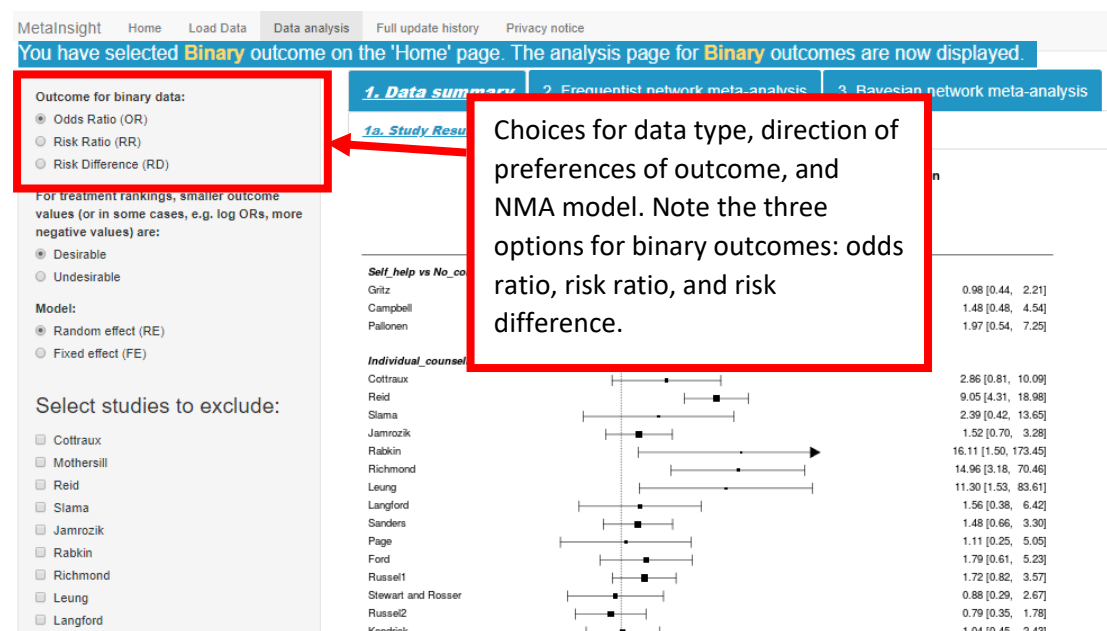 MetaInsight Home Load Data Data analysis Full update history Privacy notice
You have selected Binary outcome on the 'Home' page. The analysis page for Binary outcomes are now displayed.
Outcome for binary data:
Odds Ratio (OR)
Risk Ratio (RR)
Risk Difference (RD)
For treatment rankings, smaller outcome
values (or in some cases, e.g. log ORs, more
negative values) are:
Desirable
Undesirable
Model:
Random effect (RE)
Fixed effect (FE)
Select studies to exclude:
Cottraux
Mothersill
Reid
Slama
Jamrozik
Rabkin
Richmond
Leung
Langford
1. Data summary 2. Frequentist network meta-analysis 3. Bayesian network meta-analysis
1a. Study Resu
Choices for data type, direction of
preferences of outcome, and
NMA model. Note the three
options for binary outcomes: odds
ratio, risk ratio, and risk
difference.
n
Self_help vs No_co
Gritz 0.98 [0.44, 2.21]
Campbell 1.48 [0.48, 4.54]
Pallonen 1.97 [0.54, 7.25]
Individual_counsel
Cottraux 2.86 [0.81, 10.09]
Reid 9.05 [4.31, 18.98]
Slama 2.39 [0.42, 13.65]
Jamrozik 1.52 [0.70, 3.28]
Rabkin 16.11 [1.50, 173.45]
Richmond 14.96 [3.18, 70.46]
Leung 11.30 [1.53, 83.61]
Langford 1.56 [0.38, 6.42]
Sanders 1.48 [0.66, 3.30]
Page 1.11 [0.25, 5.05]
Ford 1.79 [0.61, 5.23]
Russel1 1.72 [0.82, 3.57]
Stewart and Rosser 0.88 [0.29, 2.67]
Russel2 0.79 [0.35, 1.78]